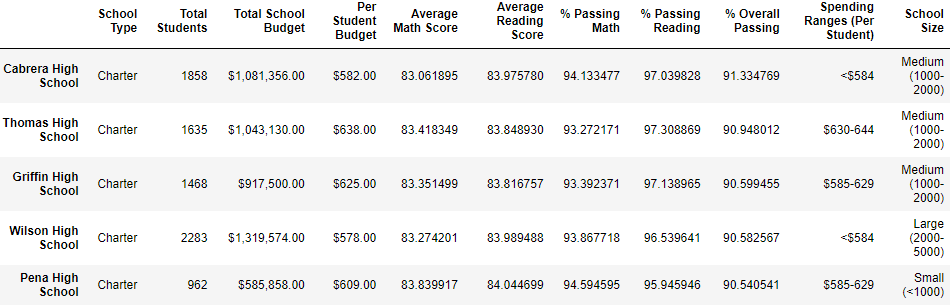 School Type Total Students Total School Budget Per Student Budget Average Math Score Average Reading Score % Passing Math % Passing Reading % Overall Passing Spending Ranges (Per Student) School Size
Cabrera High School Charter 1858 $1,081,356.00 $582.00 83.061895 83.975780 94.133477 97.039828 91.334769 <$584 Medium (1000-2000)
Thomas High School Charter 1635 $1,043,130.00 $638.00 83.418349 83.848930 93.272171 97.308869 90.948012 $630-644 Medium (1000-2000)
Griffin High School Charter 1468 $917,500.00 $625.00 83.351499 83.816757 93.392371 97.138965 90.599455 $585-629 Medium (1000-2000)
Wilson High School Charter 2283 $1,319,574.00 $578.00 83.274201 83.989488 93.867718 96.539641 90.582567 <$584 Large (2000-5000)
Pena High School Charter 962 $585,858.00 $609.00 83.839917 84.044699 94.594595 95.945946 90.540541 $585-629 Small (<1000)